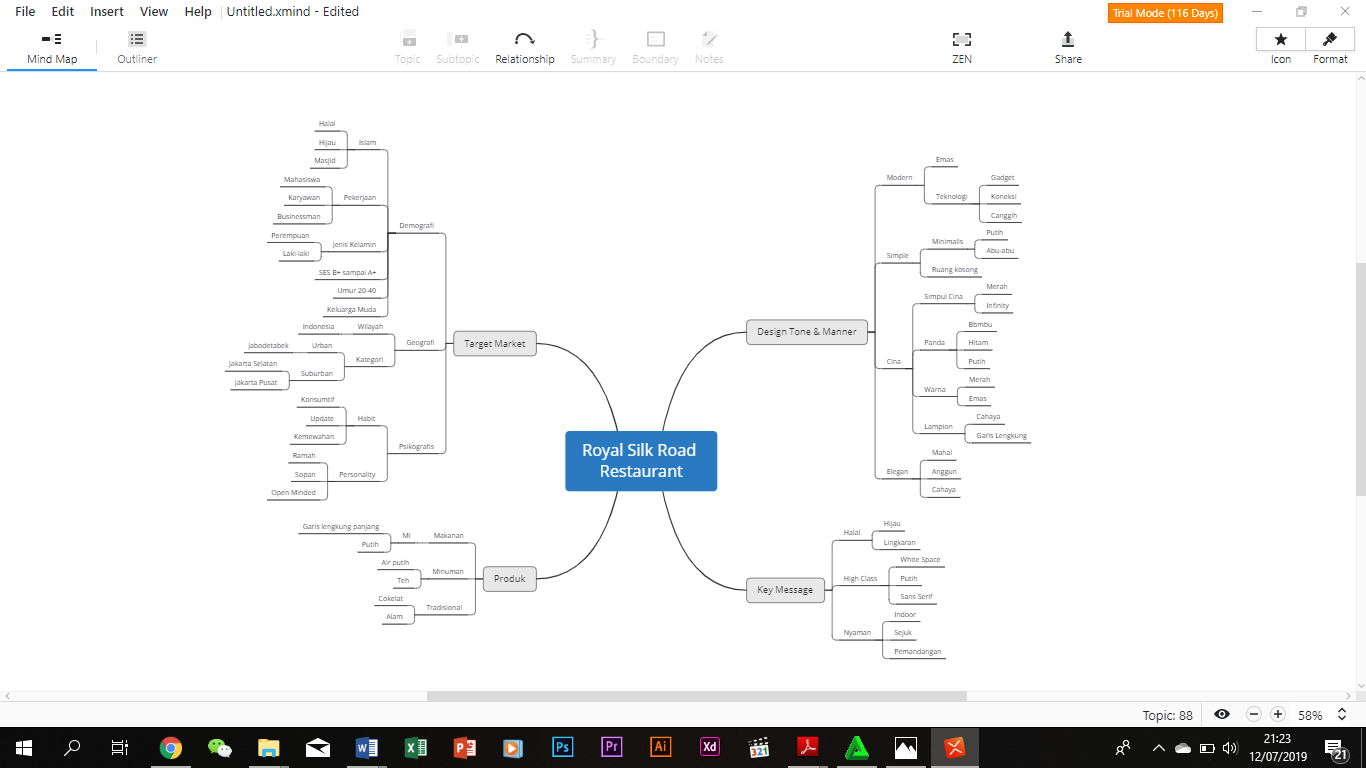 File Edit Insert View Help Untitled.xmind - Edited
Trial Mode (116 Days)
Mind Map
Outliner
Topic
Subtopic
Relationship
Summary
Boundary
Notes
ZEN
Share
Icon
Format
Royal Silk Road
Restaurant
Target Market
Demografi
Islam
Halal
Hijau
Masjid
Pekerjaan
Mahasiswa
Karyawan
Businessman
Jenis Kelamin
Perempuan
Laki-laki
SES B+ sampai A+
Umur 20-40
Keluarga Muda
Geografi
Wilayah
Indonesia
Kategori
Urban
Jabodetabek
Suburban
Jakarta Selatan
Jakarta Pusat
Psikografis
Habit
Konsumtif
Update
Kemewahan
Personality
Ramah
Sopan
Open Minded
Produk
Makanan
Mi
Garis lengkung panjang
Putih
Minuman
Air putih
Teh
Tradisional
Cokelat
Alam
Design Tone & Manner
Modern
Emas
Teknologi
Gadget
Koneksi
Canggih
Simple
Minimalis
Putih
Abu-abu
Ruang kosong
Cina
Simpul Cina
Merah
Infinity
Panda
Bbmbu
Hitam
Putih
Warna
Merah
Emas
Lampion
Cahaya
Garis Lengkung
Elegan
Mahal
Anggun
Cahaya
Key Message
Halal
Hijau
Lingkaran
High Class
White Space
Putih
Sans Serif
Nyaman
Indoor
Sejuk
Pemandangan
Topic: 88
58%
W
X
P
Ps
Pr
Ai
Xd
321
21:23
12/07/2019
21